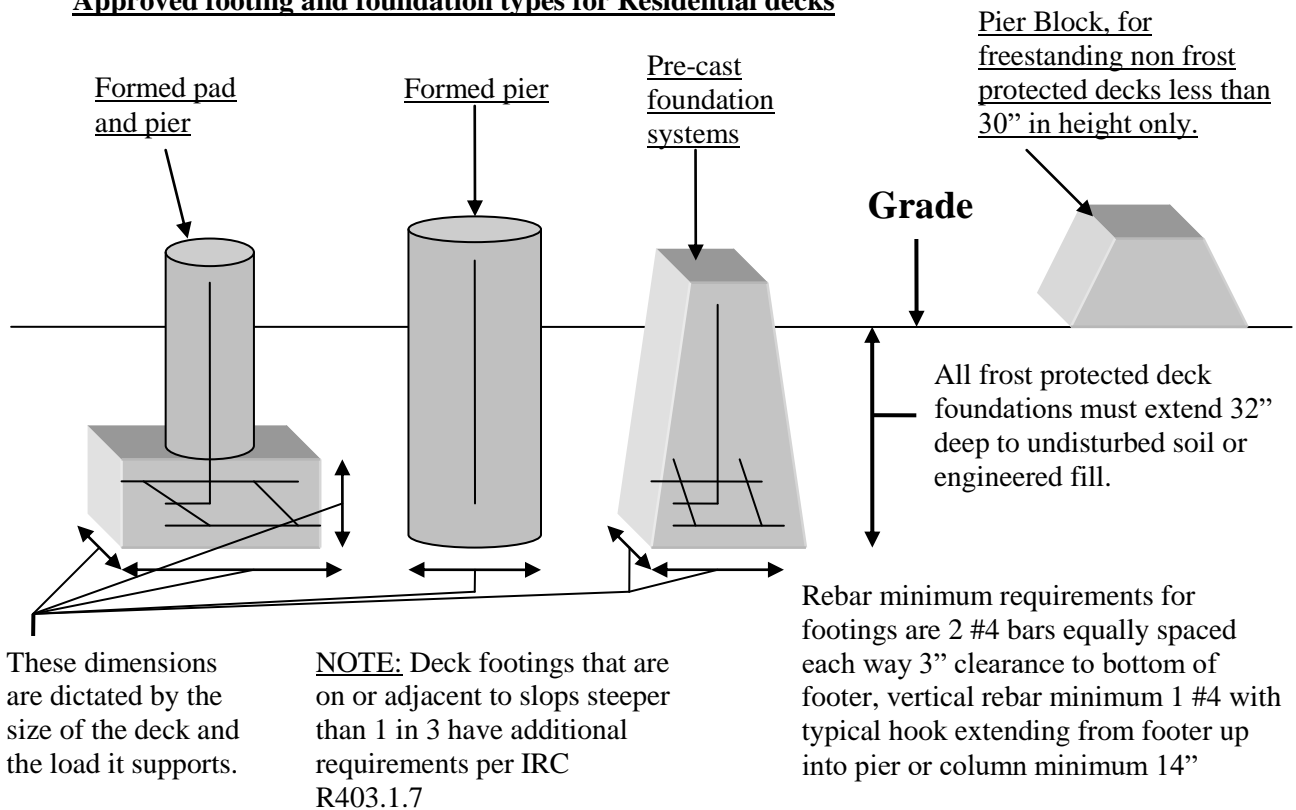 Approved footing and foundation types for Residential decks
Formed pad
and pier
Formed pier
Pre-cast
foundation
systems
Pier Block, for
freestanding non frost
protected decks less than
30” in height only.
Grade
All frost protected deck
foundations must extend 32”
deep to undisturbed soil or
engineered fill.
These dimensions
are dictated by the
size of the deck and
the load it supports.
NOTE: Deck footings that are
on or adjacent to slops steeper
than 1 in 3 have additional
requirements per IRC
R403.1.7
Rebar minimum requirements for
footings are 2 #4 bars equally spaced
each way 3” clearance to bottom of
footer, vertical rebar minimum 1 #4 with
typical hook extending from footer up
into pier or column minimum 14”